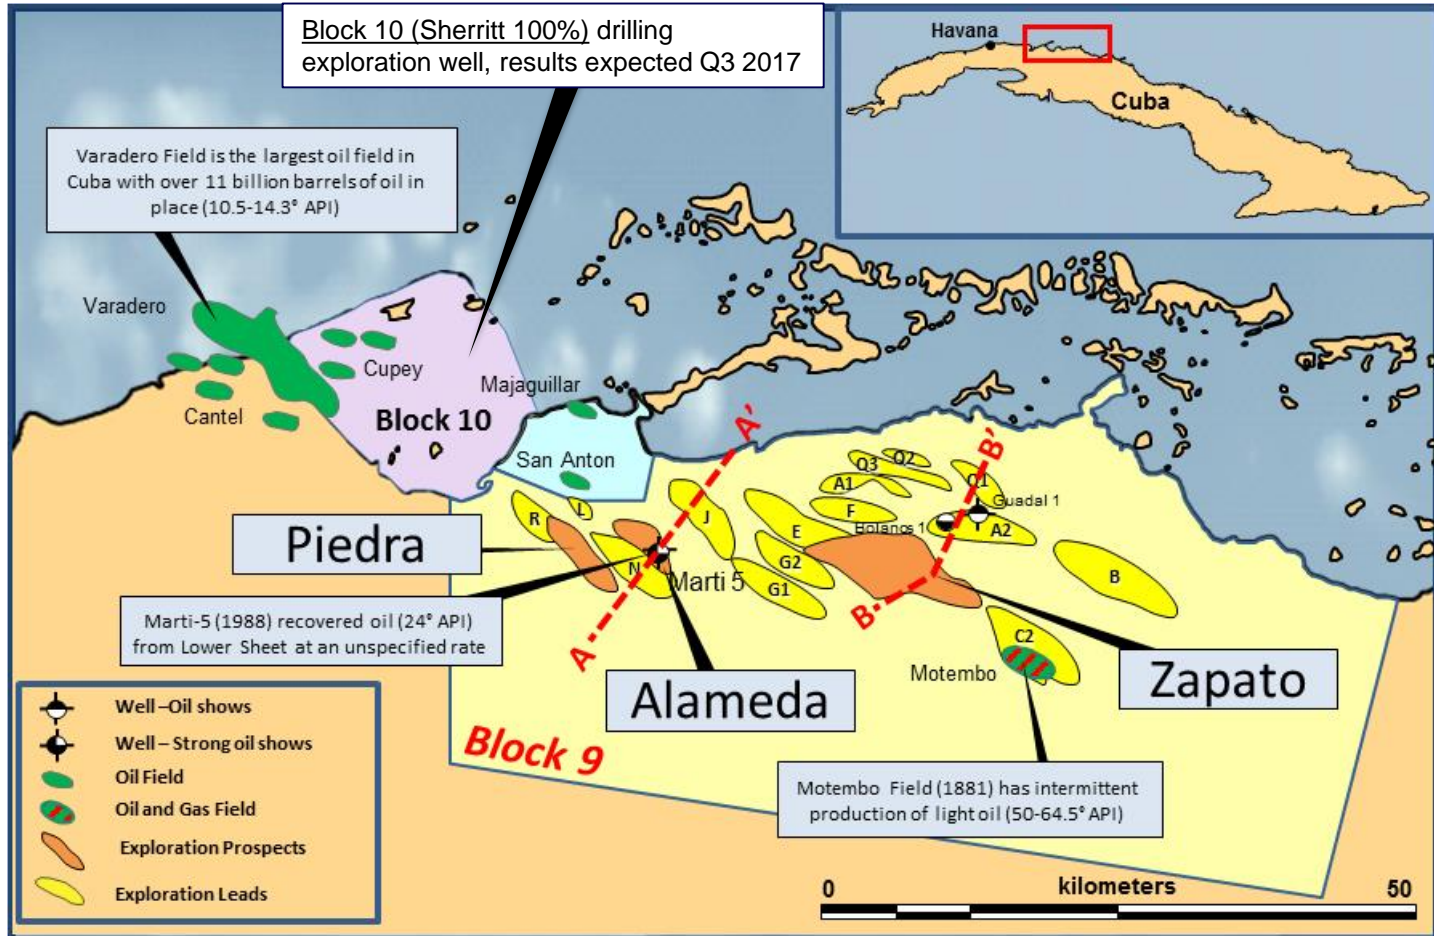 Block 10 (Sherritt 100%) drilling
exploration well, results expected Q3 2017
Havana
Cuba
Varadero Field is the largest oil field in
Cuba with over 11 billion barrels of oil in
place (10.5-14.3° API)
Varadero
Cupey
Cantel
Block 10
Majaguillar
San Anton
A'
B'
Q3
Q2
Q1
A1
Guadal 1
F
Bolanos 1
A2
E
J
L
R
N
Marti 5
G2
G1
B
Piedra
Marti-5 (1988) recovered oil (24° API)
from Lower Sheet at an unspecified rate
A
B
C2
Motembo
Alameda
Zapato
Block 9
Motembo Field (1881) has intermittent
production of light oil (50-64.5° API)
Well –Oil shows
Well – Strong oil shows
Oil Field
Oil and Gas Field
Exploration Prospects
Exploration Leads
0
kilometers
50